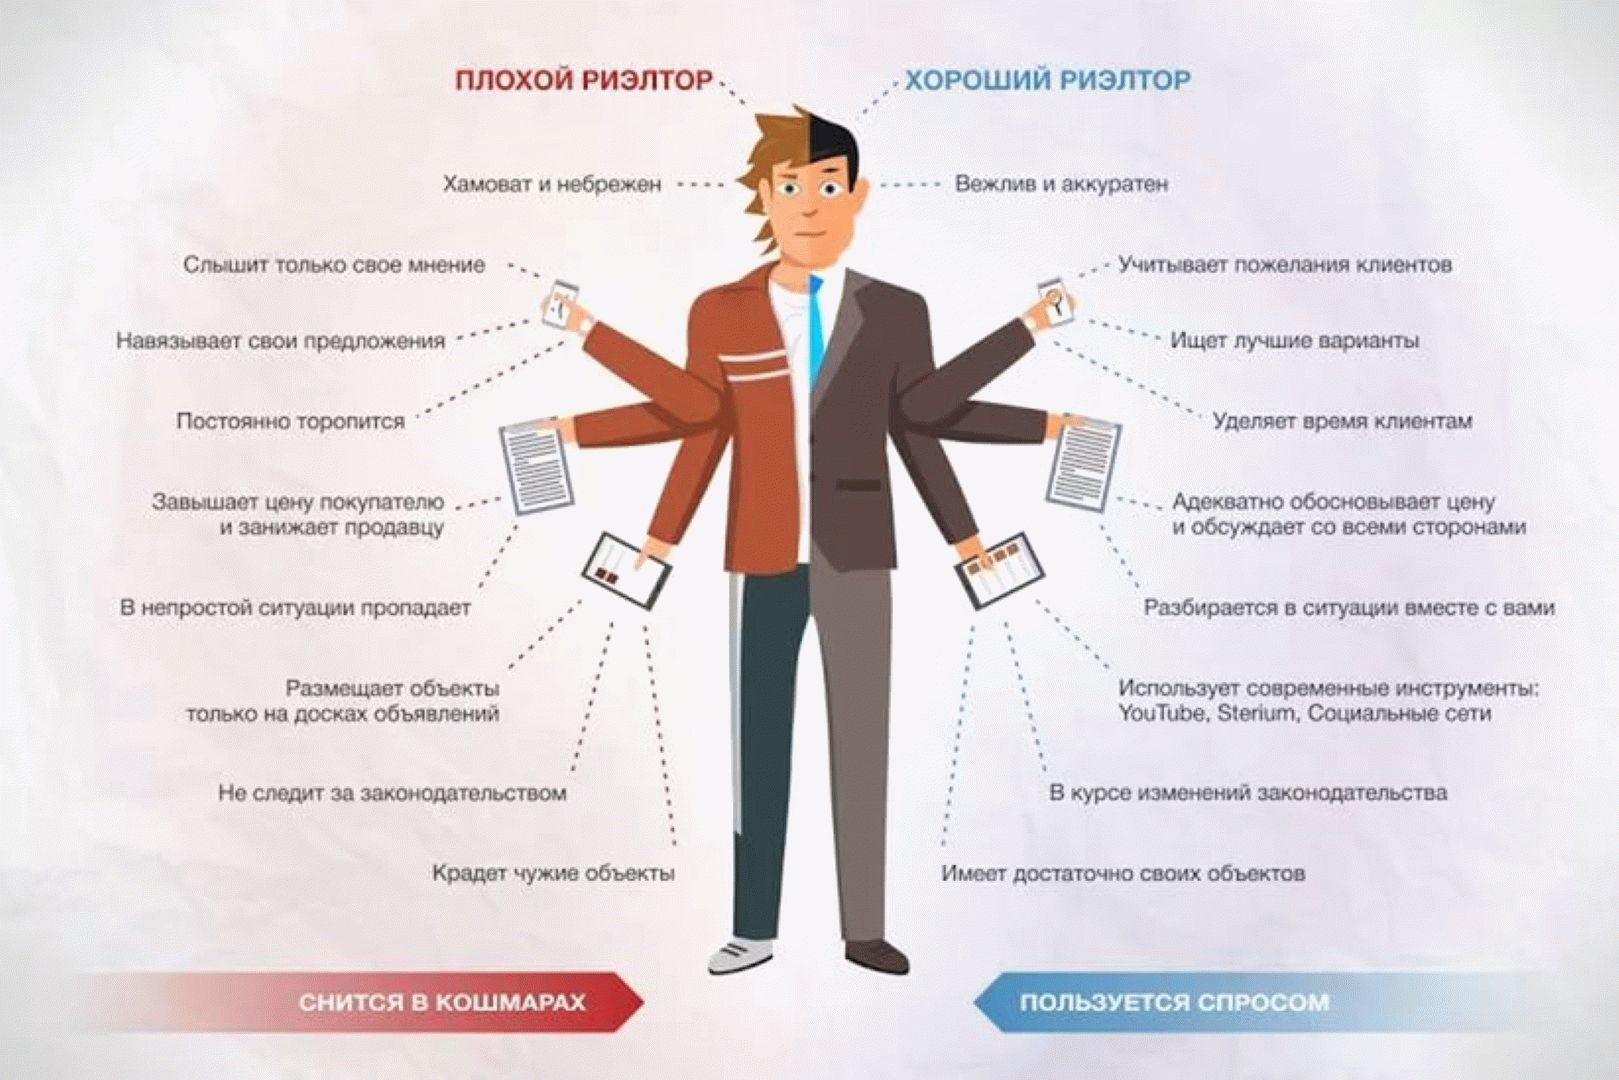 ПЛОХОЙ РИЭЛТОР
ХОРОШИЙ РИЭЛТОР
Хамоват и небрежен
Вежлив и аккуратен
Слышит только свое мнение
Учитывает пожелания клиентов
Навязывает свои предложения
Ищет лучшие варианты
Постоянно торопится
Уделяет время клиентам
Завышает цену покупателю
и занижает продавцу
Адекватно обосновывает цену
и обсуждает со всеми сторонами
В непростой ситуации пропадает
Разбирается в ситуации вместе с вами
Размещает объекты
только на досках объявлений
Использует современные инструменты:
YouTube, Sterium, Социальные сети
Не следит за законодательством
В курсе изменений законодательства
Крадет чужие объекты
Имеет достаточно своих объектов
СНИТСЯ В КОШМАРАХ
ПОЛЬЗУЕТСЯ СПРОСОМ